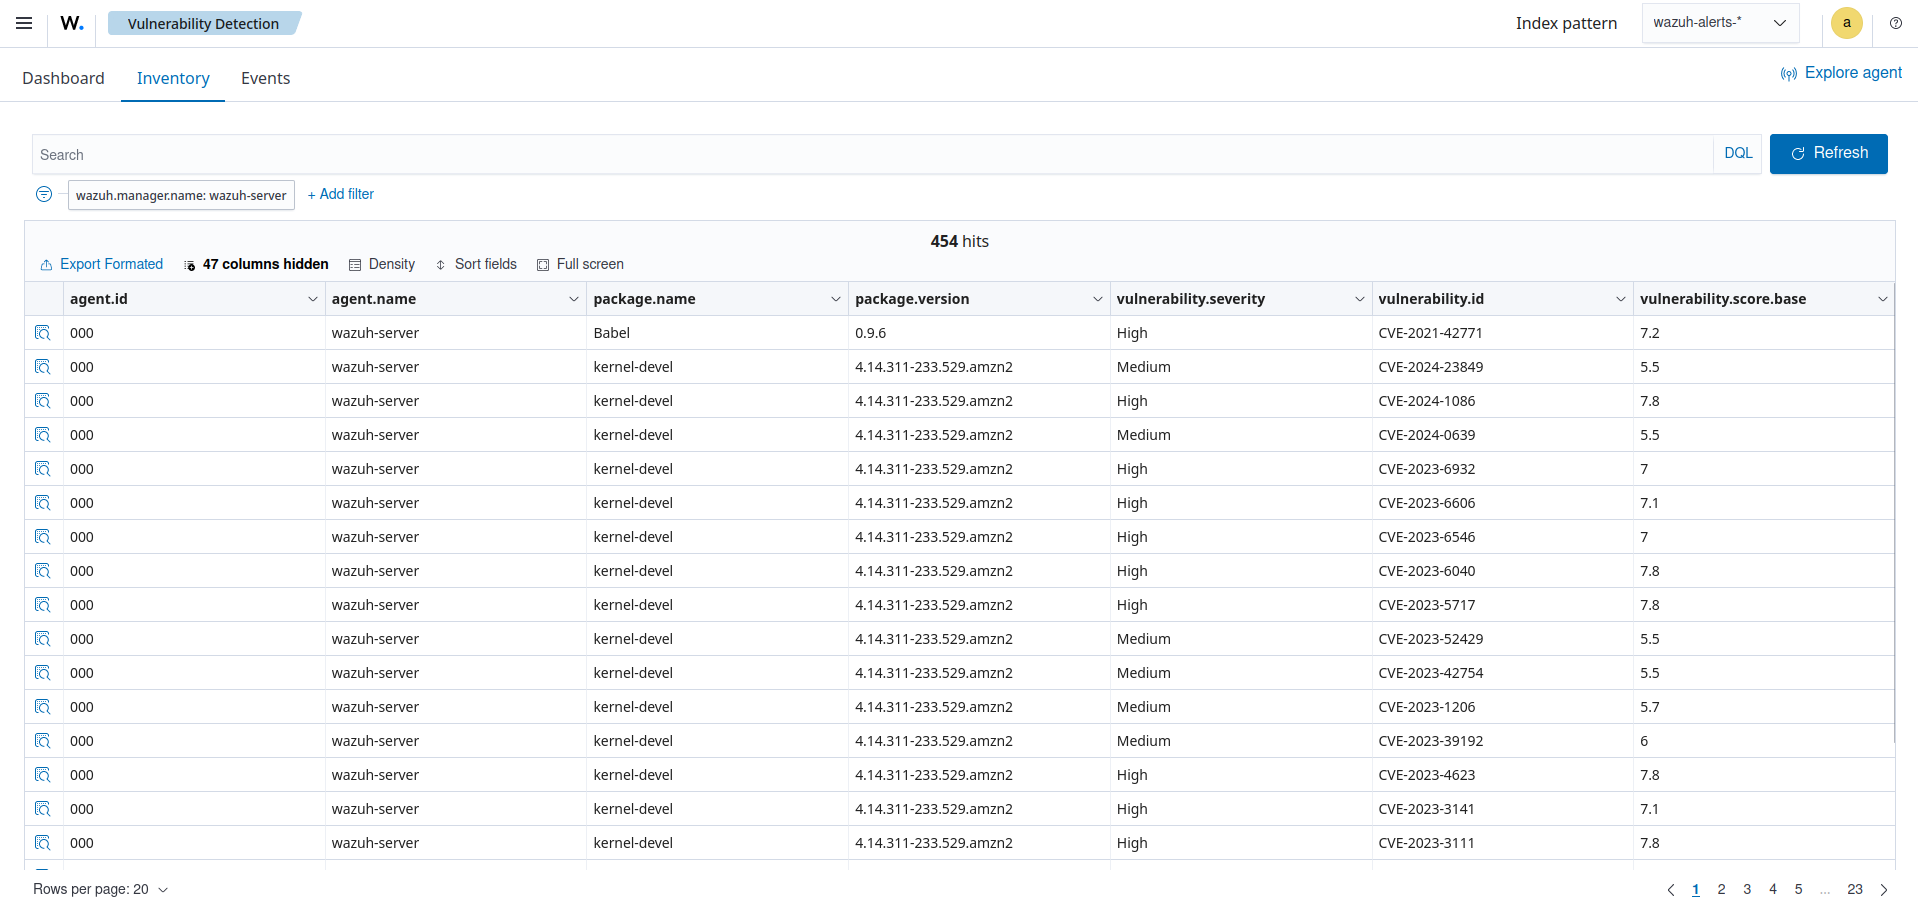 W. Vulnerability Detection Index pattern wazuh-alerts-* a
Dashboard Inventory Events Explore agent
Search DQL Refresh
wazuh.manager.name: wazuh-server + Add filter
454 hits
Export Formatted 47 columns hidden Density Sort fields Full screen
agent.id agent.name package.name package.version vulnerability.severity vulnerability.id vulnerability.score.base
000 wazuh-server Babel 0.9.6 High CVE-2021-42771 7.2
000 wazuh-server kernel-devel 4.14.311-233.529.amzn2 Medium CVE-2024-23849 5.5
000 wazuh-server kernel-devel 4.14.311-233.529.amzn2 High CVE-2024-1086 7.8
000 wazuh-server kernel-devel 4.14.311-233.529.amzn2 Medium CVE-2024-0639 5.5
000 wazuh-server kernel-devel 4.14.311-233.529.amzn2 High CVE-2023-6932 7
000 wazuh-server kernel-devel 4.14.311-233.529.amzn2 High CVE-2023-6606 7.1
000 wazuh-server kernel-devel 4.14.311-233.529.amzn2 High CVE-2023-6546 7
000 wazuh-server kernel-devel 4.14.311-233.529.amzn2 High CVE-2023-6040 7.8
000 wazuh-server kernel-devel 4.14.311-233.529.amzn2 High CVE-2023-5717 7.8
000 wazuh-server kernel-devel 4.14.311-233.529.amzn2 Medium CVE-2023-52429 5.5
000 wazuh-server kernel-devel 4.14.311-233.529.amzn2 Medium CVE-2023-42754 5.5
000 wazuh-server kernel-devel 4.14.311-233.529.amzn2 Medium CVE-2023-1206 5.7
000 wazuh-server kernel-devel 4.14.311-233.529.amzn2 Medium CVE-2023-39192 6
000 wazuh-server kernel-devel 4.14.311-233.529.amzn2 High CVE-2023-4623 7.8
000 wazuh-server kernel-devel 4.14.311-233.529.amzn2 High CVE-2023-3141 7.1
000 wazuh-server kernel-devel 4.14.311-233.529.amzn2 High CVE-2023-3111 7.8
Rows per page: 20 1 2 3 4 5 ... 23